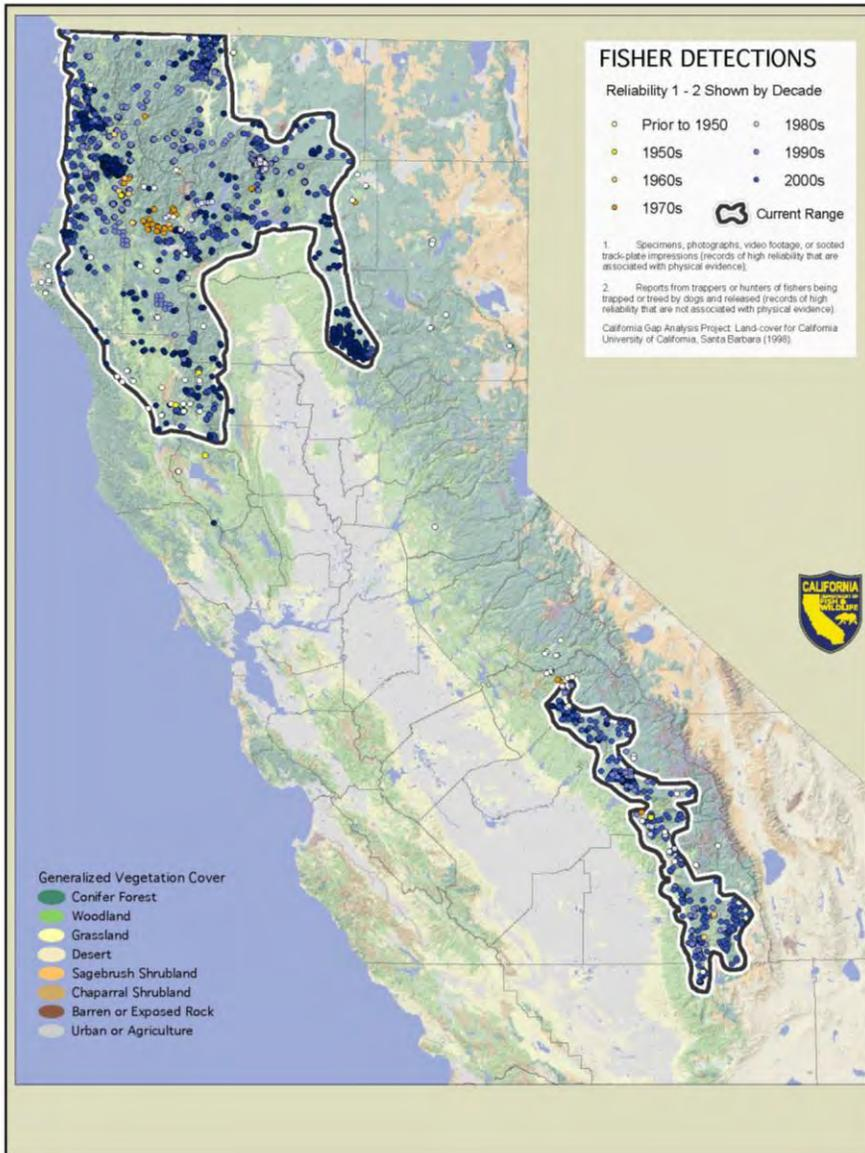 FISHER DETECTIONS
Reliability 1 - 2 Shown by Decade
Prior to 1950
1950s
1960s
1970s
1980s
1990s
2000s
Current Range
1. Specimens, photographs, video footage, or sooted
track-plate impressions (records of high reliability that are
associated with physical evidence);
2. Reports from trappers or hunters of fishers being
trapped or treed by dogs and released (records of high
reliability that are not associated with physical evidence)
California Gap Analysis Project: Land-cover for California
University of California, Santa Barbara (1998)
CALIFORNIA
DEPARTMENT OF
FISH &
WILDLIFE
Generalized Vegetation Cover
Conifer Forest
Woodland
Grassland
Desert
Sagebrush Shrubland
Chaparral Shrubland
Barren or Exposed Rock
Urban or Agriculture